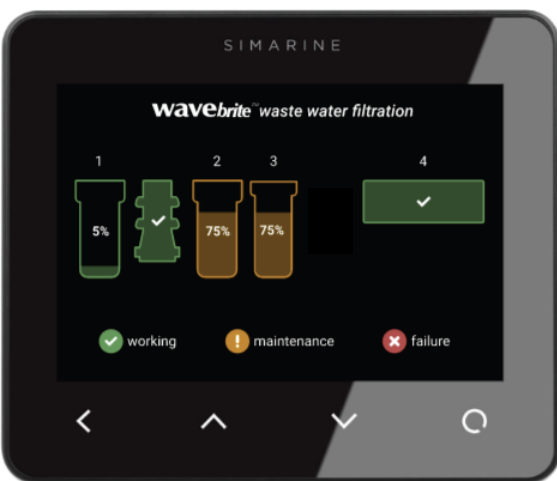 SIMARINE
wavebrite™ waste water filtration
1 2 3 4
5% 75% 75%
working maintenance failure